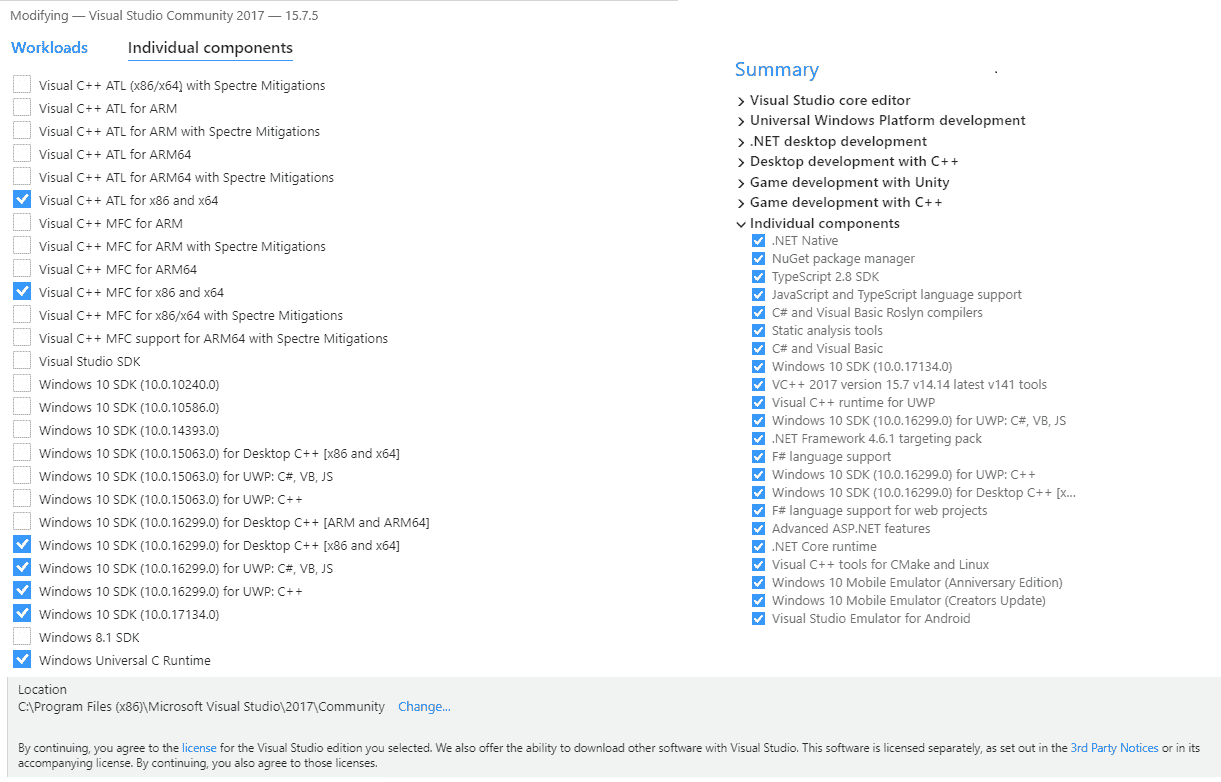 Modifying — Visual Studio Community 2017 — 15.7.5
Workloads
Individual components
Visual C++ ATL (x86/x64) with Spectre Mitigations
Visual C++ ATL for ARM
Visual C++ ATL for ARM with Spectre Mitigations
Visual C++ ATL for ARM64
Visual C++ ATL for ARM64 with Spectre Mitigations
Visual C++ ATL for x86 and x64
Visual C++ MFC for ARM
Visual C++ MFC for ARM with Spectre Mitigations
Visual C++ MFC for ARM64
Visual C++ MFC for x86 and x64
Visual C++ MFC for x86/x64 with Spectre Mitigations
Visual C++ MFC support for ARM64 with Spectre Mitigations
Visual Studio SDK
Windows 10 SDK (10.0.10240.0)
Windows 10 SDK (10.0.10586.0)
Windows 10 SDK (10.0.14393.0)
Windows 10 SDK (10.0.15063.0) for Desktop C++ [x86 and x64]
Windows 10 SDK (10.0.15063.0) for UWP: C#, VB, JS
Windows 10 SDK (10.0.15063.0) for UWP: C++
Windows 10 SDK (10.0.16299.0) for Desktop C++ [ARM and ARM64]
Windows 10 SDK (10.0.16299.0) for Desktop C++ [x86 and x64]
Windows 10 SDK (10.0.16299.0) for UWP: C#, VB, JS
Windows 10 SDK (10.0.16299.0) for UWP: C++
Windows 10 SDK (10.0.17134.0)
Windows 8.1 SDK
Windows Universal C Runtime
Summary
Visual Studio core editor
Universal Windows Platform development
.NET desktop development
Desktop development with C++
Game development with Unity
Game development with C++
Individual components
.NET Native
NuGet package manager
TypeScript 2.8 SDK
JavaScript and TypeScript language support
C# and Visual Basic Roslyn compilers
Static analysis tools
C# and Visual Basic
Windows 10 SDK (10.0.17134.0)
VC++ 2017 version 15.7 v14.14 latest v141 tools
Visual C++ runtime for UWP
Windows 10 SDK (10.0.16299.0) for UWP: C#, VB, JS
.NET Framework 4.6.1 targeting pack
F# language support
Windows 10 SDK (10.0.16299.0) for UWP: C++
Windows 10 SDK (10.0.16299.0) for Desktop C++ [x...
F# language support for web projects
Advanced ASP.NET features
.NET Core runtime
Visual C++ tools for CMake and Linux
Windows 10 Mobile Emulator (Anniversary Edition)
Windows 10 Mobile Emulator (Creators Update)
Visual Studio Emulator for Android
Location
C:\Program Files (x86)\Microsoft Visual Studio\2017\Community Change...
By continuing, you agree to the license for the Visual Studio edition you selected. We also offer the ability to download other software with Visual Studio. This software is licensed separately, as set out in the 3rd Party Notices or in its
accompanying license. By continuing, you also agree to those licenses.